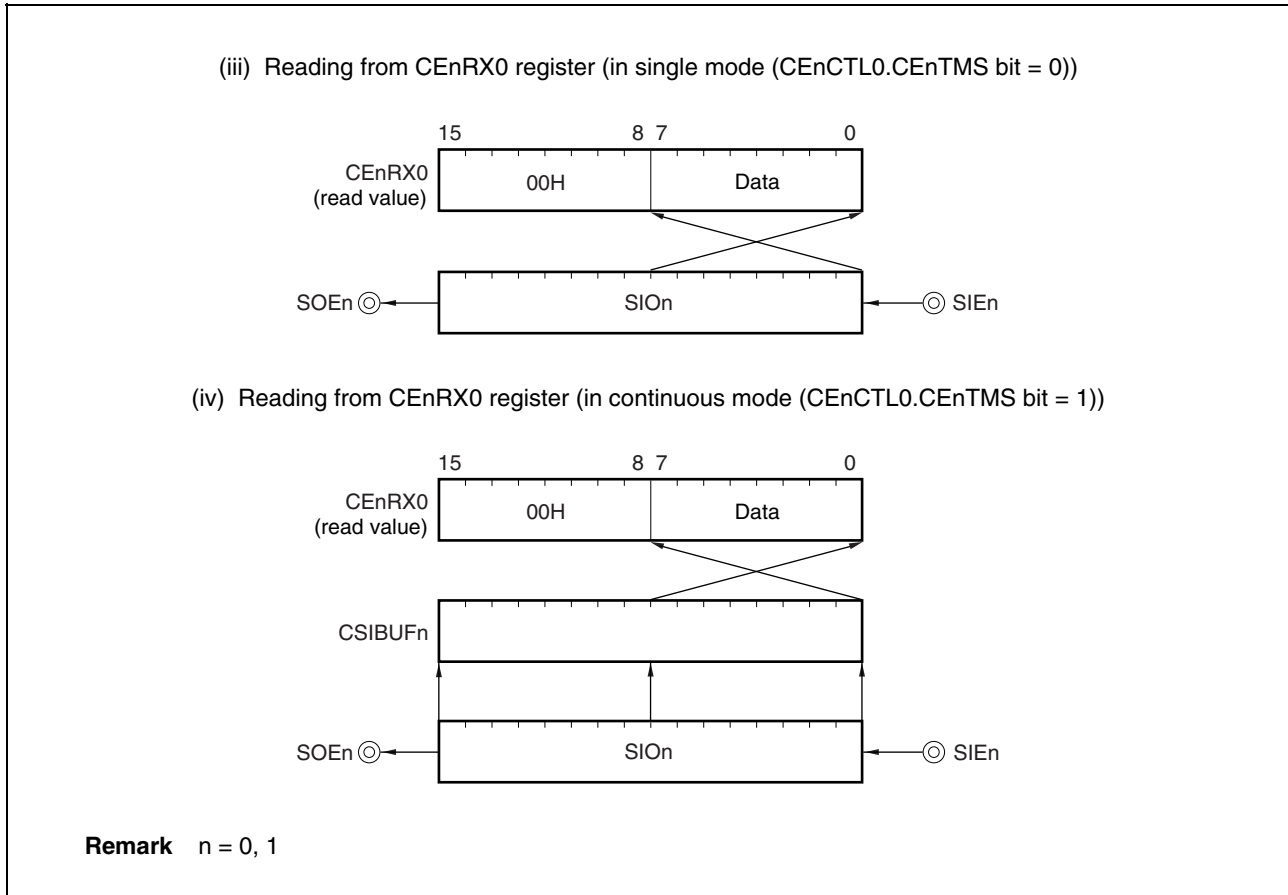 (iii) Reading from CEnRX0 register (in single mode (CEnCTL0.CEnTMS bit = 0))
15 8 7 0
CEnRX0
(read value)
00H Data
SOEn SIOn SIEn
(iv) Reading from CEnRX0 register (in continuous mode (CEnCTL0.CEnTMS bit = 1))
15 8 7 0
CEnRX0
(read value)
00H Data
CSIBUFn
SOEn SIOn SIEn
Remark n = 0, 1